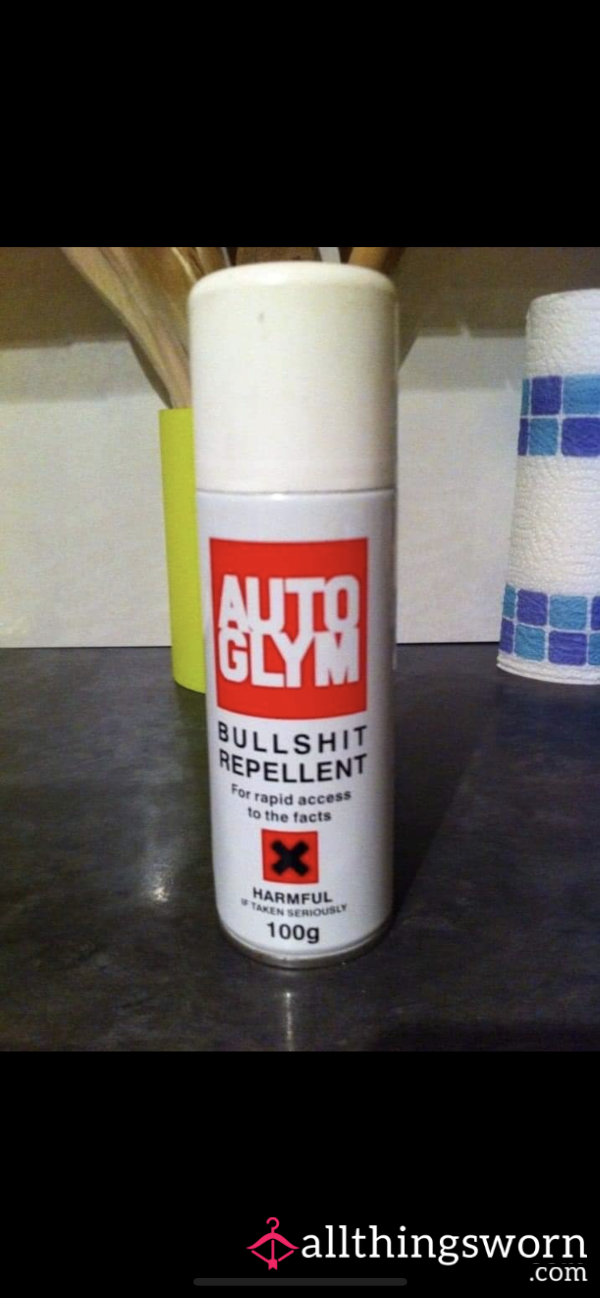 AUTO
GLYM
BULLSHIT
REPELLENT
For rapid access
to the facts
HARMFUL
IF TAKEN SERIOUSLY
100g
allthingsworn
.com